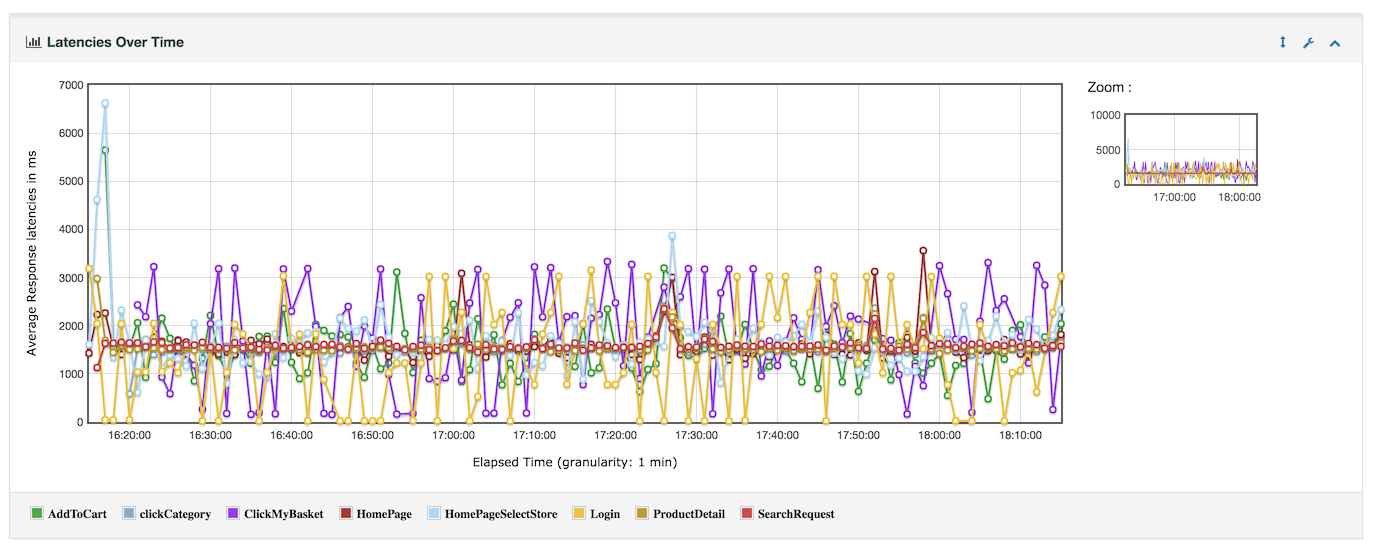 Latencies Over Time
Zoom :
7000
6000
5000
4000
3000
2000
1000
0
Average Response latencies in ms
16:20:00 16:30:00 16:40:00 16:50:00 17:00:00 17:10:00 17:20:00 17:30:00 17:40:00 17:50:00 18:00:00 18:10:00
Elapsed Time (granularity: 1 min)
10000
5000
0
17:00:00 18:00:00
AddToCart clickCategory ClickMyBasket HomePage HomePageSelectStore Login ProductDetail SearchRequest